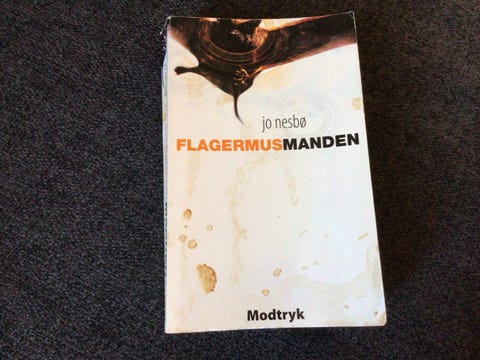 jo nesbø
FLAGERMUSMANDEN
Modtryk